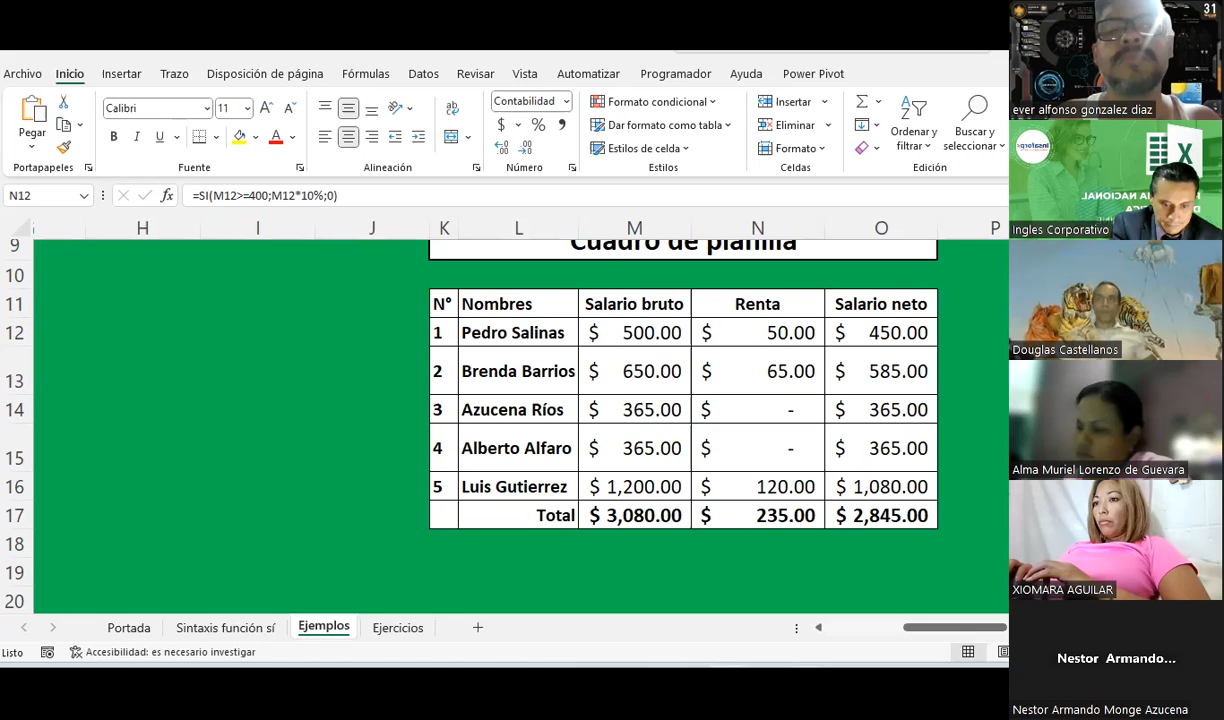 Archivo Inicio Insertar Trazo Disposición de página Fórmulas Datos Revisar Vista Automatizar Programador Ayuda Power Pivot
Pegar
Portapapeles
Calibri 11
N K S
Fuente
Alineación
Contabilidad
$ % ,
Número
Formato condicional
Dar formato como tabla
Estilos de celda
Estilos
Insertar
Eliminar
Formato
Celdas
Ordenar y filtrar
Buscar y seleccionar
Edición
N12 fx =SI(M12>=400;M12*10%;0)
H I J K L M N O P
9 Cuadro de planilla
10
11 N° Nombres Salario bruto Renta Salario neto
12 1 Pedro Salinas $ 500.00 $ 50.00 $ 450.00
13 2 Brenda Barrios $ 650.00 $ 65.00 $ 585.00
14 3 Azucena Ríos $ 365.00 $ - $ 365.00
15 4 Alberto Alfaro $ 365.00 $ - $ 365.00
16 5 Luis Gutierrez $ 1,200.00 $ 120.00 $ 1,080.00
17 Total $ 3,080.00 $ 235.00 $ 2,845.00
18
19
20
Portada Sintaxis función sí Ejemplos Ejercicios +
Listo Accesibilidad: es necesario investigar
31
ever alfonso gonzalez diaz
Insaforp
X
Ingles Corporativo
Douglas Castellanos
Alma Muriel Lorenzo de Guevara
XIOMARA AGUILAR
Nestor Armando...
Nestor Armando Monge Azucena